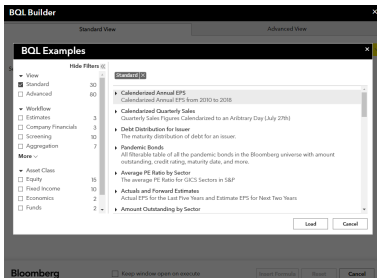 BQL Builder
Standard View
Advanced View
BQL Examples
Hide Filters
View
Standard 30
Advanced 80
Workflow
Estimates 3
Company Financials 3
Screening 10
Aggregation 7
More
Asset Class
Equity 15
Fixed Income 10
Economics 2
Funds 2
Standard
Calendarized Annual EPS
Calendarized Annual EPS from 2010 to 2018
Calendarized Quarterly Sales
Quarterly Sales Figures Calendarized to an Aribtrary Day (July 27th)
Debt Distribution for Issuer
The maturity distribution of debt for an issuer.
Pandemic Bonds
All filterable table of all the pandemic bonds in the Bloomberg universe with amount
outstanding, credit rating, maturity date, and more.
Average PE Ratio by Sector
The average PE Ratio for GICS Sectors in S&P
Actuals and Forward Estimates
Actual EPS for the Last Five Years and Estimate EPS for Next Two Years
Amount Outstanding by Sector
Load
Cancel
Bloomberg
Keep window open on execute
Insert Formula
Reset
Cancel